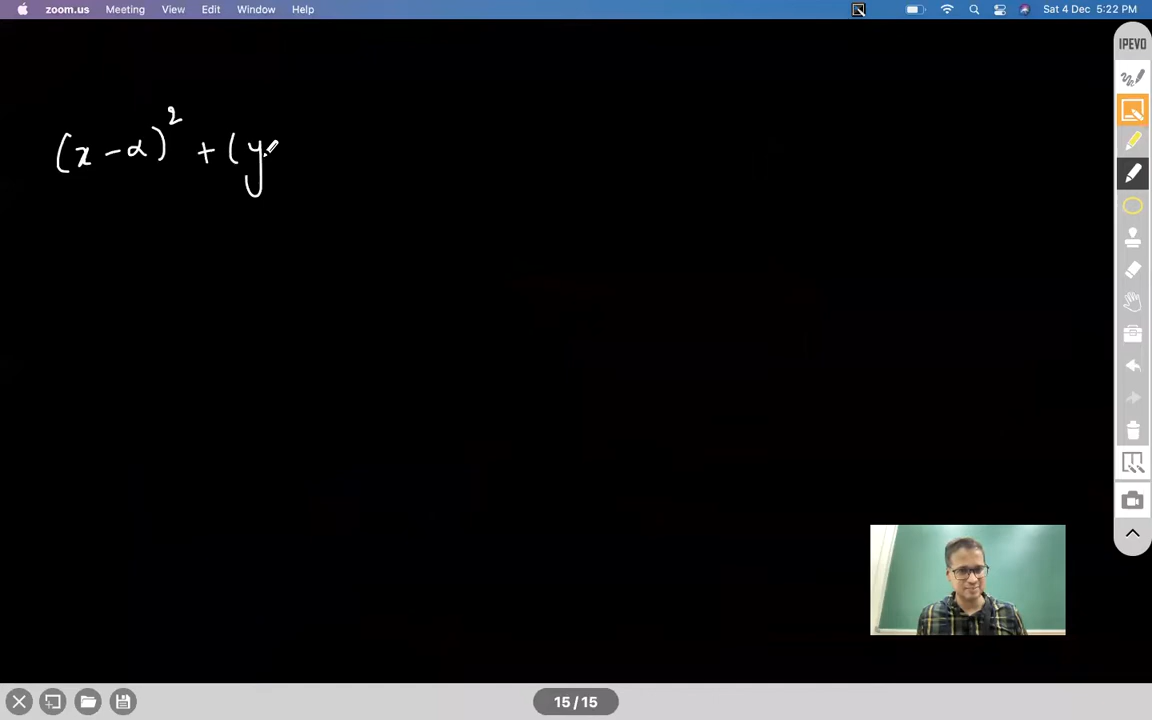 zoom.us Meeting View Edit Window Help Sat 4 Dec 5:22 PM
IPEVO
(x - α)² + (y
15/15